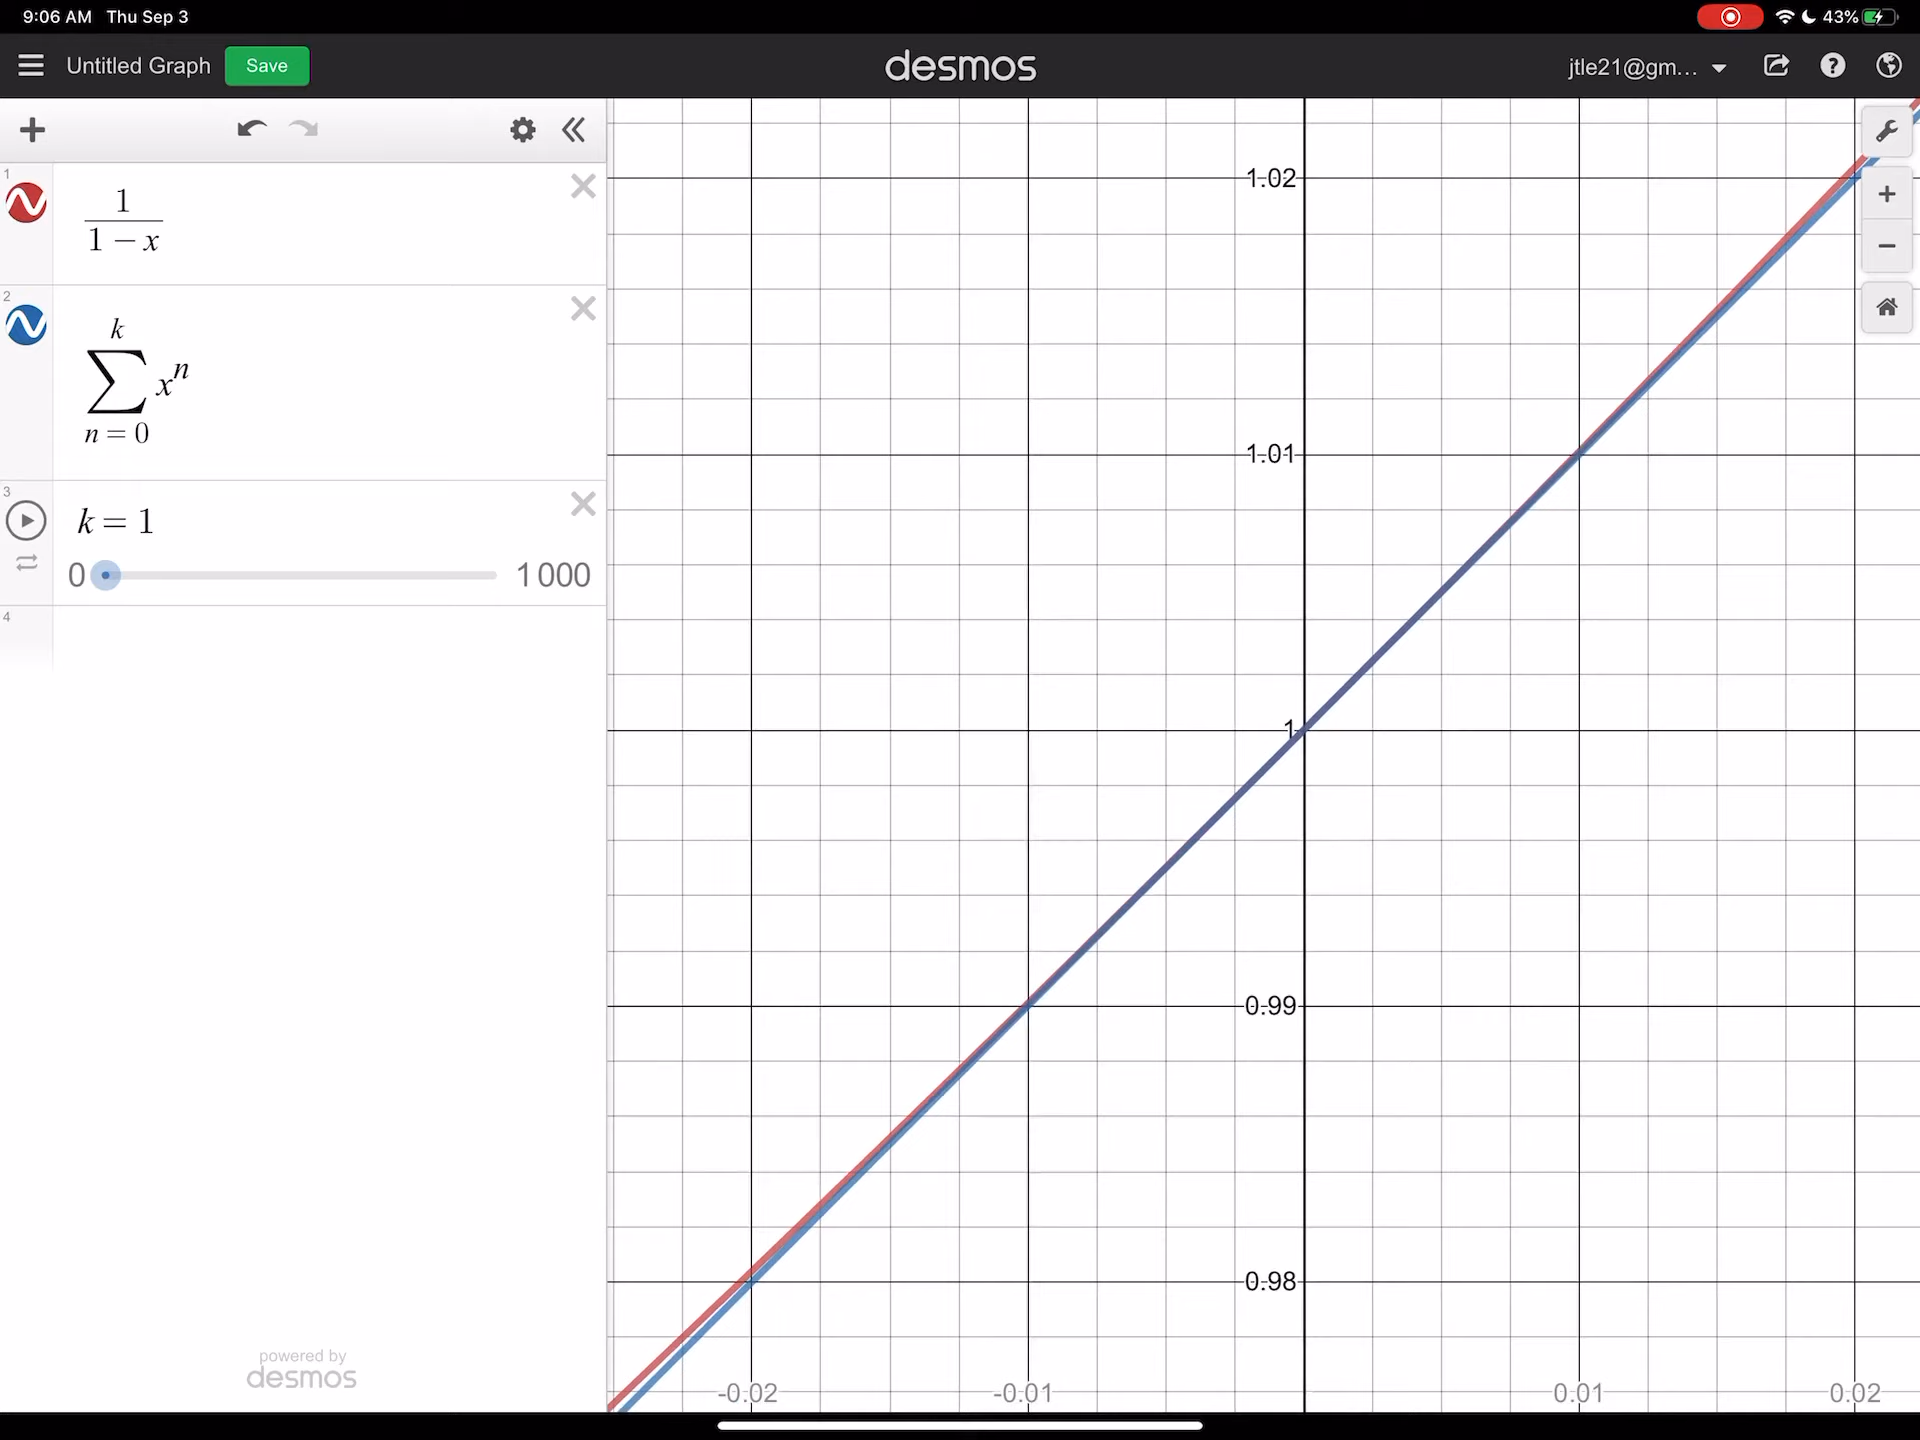 9:06 AM Thu Sep 3
43%
Untitled Graph
Save
desmos
jtle21@gm...
1
1
1 − x
2
k
∑ xⁿ
n = 0
3
k = 1
0
1000
4
powered by
desmos
1.02
1.01
1
0.99
0.98
-0.02
-0.01
0.01
0.02